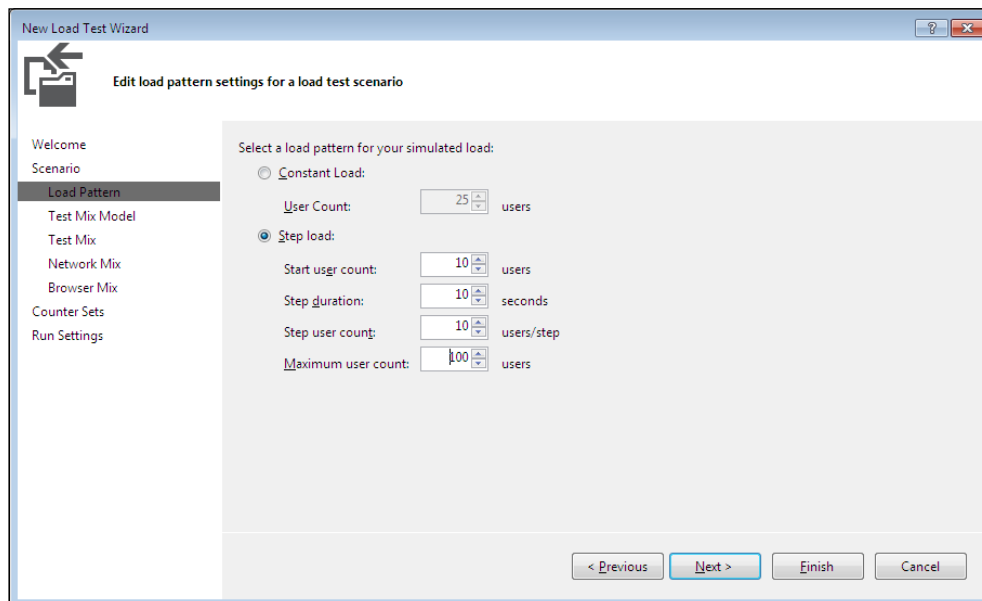 New Load Test Wizard
Edit load pattern settings for a load test scenario
Welcome
Scenario
Load Pattern
Test Mix Model
Test Mix
Network Mix
Browser Mix
Counter Sets
Run Settings
Select a load pattern for your simulated load:
Constant Load:
User Count: 25 users
Step load:
Start user count: 10 users
Step duration: 10 seconds
Step user count: 10 users/step
Maximum user count: 100 users
< Previous Next > Finish Cancel